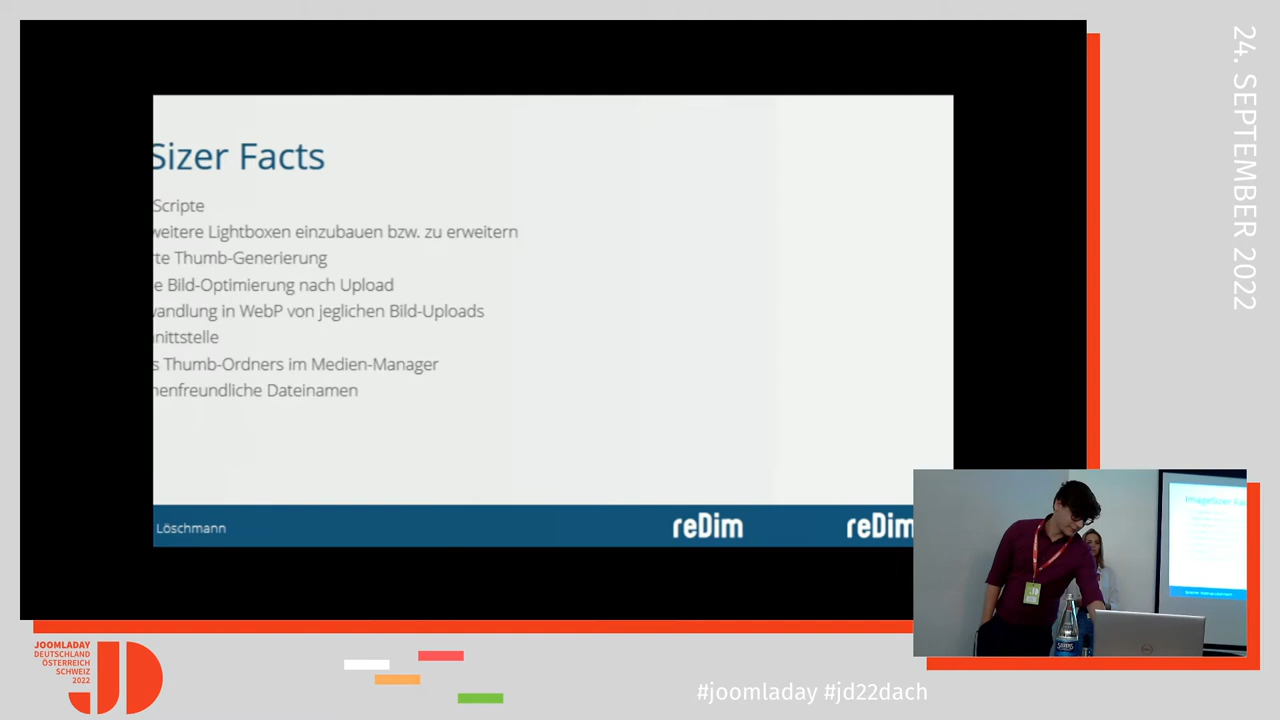 Sizer Facts
Scripte
weitere Lightboxen einzubauen bzw. zu erweitern
te Thumb-Generierung
e Bild-Optimierung nach Upload
wandlung in WebP von jeglichen Bild-Uploads
nittstelle
s Thumb-Ordners im Medien-Manager
nenfreundliche Dateinamen
Löschmann
reDim
reDim
24. SEPTEMBER 2022
JOOMLADAY
DEUTSCHLAND
ÖSTERREICH
SCHWEIZ
2022
JD
#joomladay #jd22dach